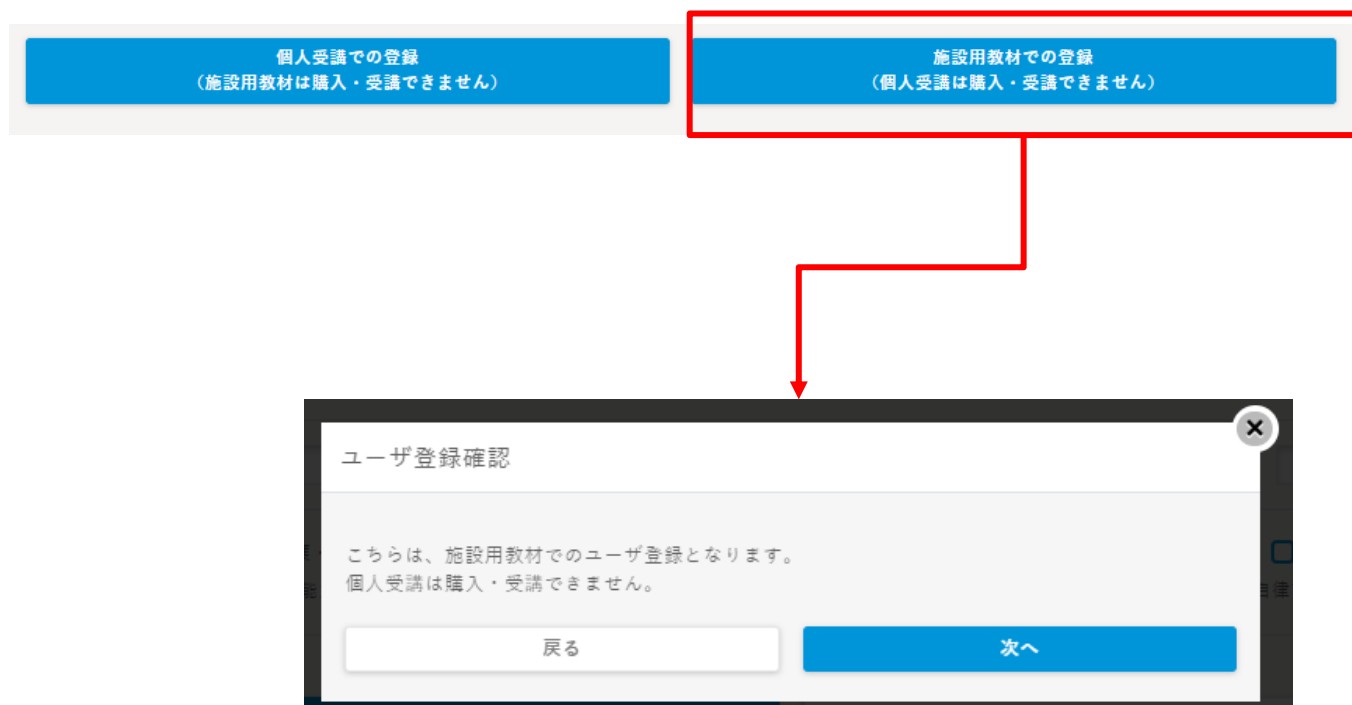 個人受講での登録
（施設用教材は購入・受講できません）
施設用教材での登録
（個人受講は購入・受講できません）
ユーザ登録確認
こちらは、施設用教材でのユーザ登録となります。
個人受講は購入・受講できません。
戻る
次へ